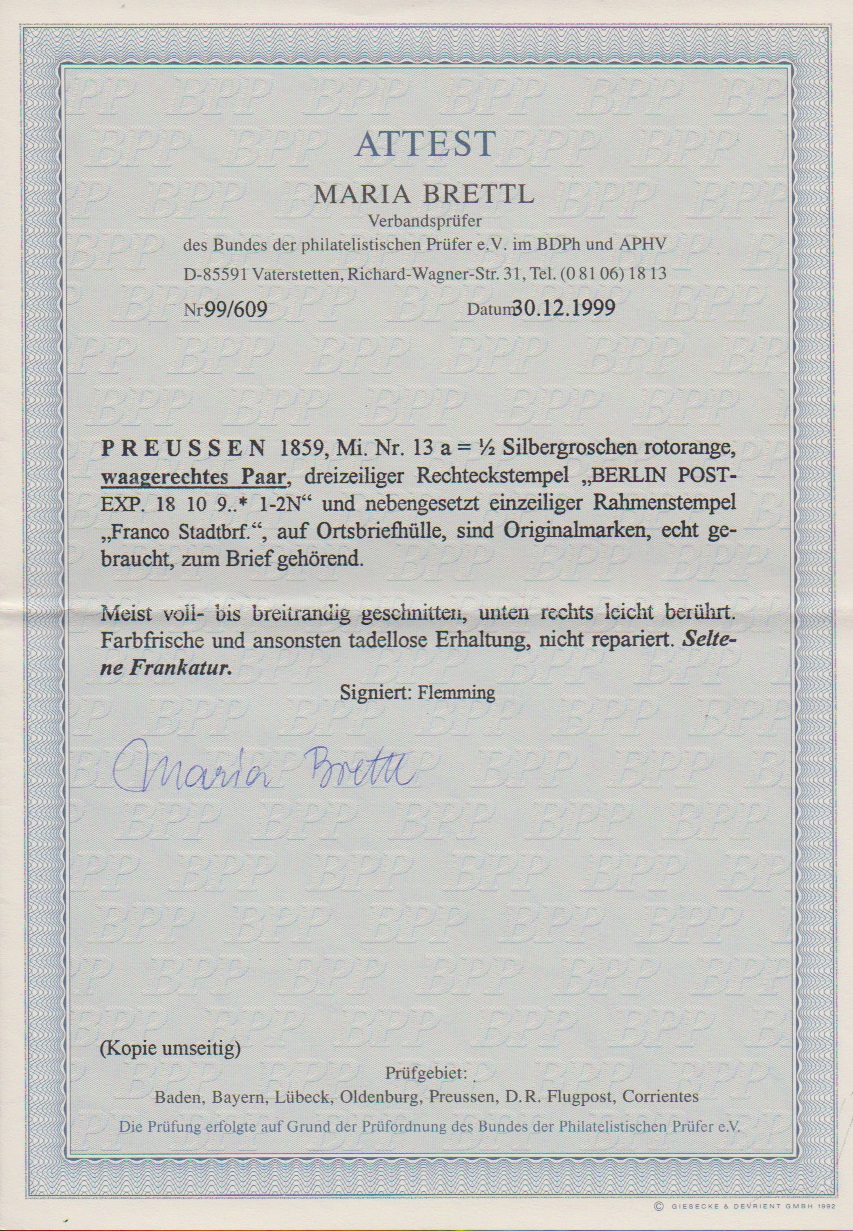 ATTEST
MARIA BRETTL
Verbandsprüfer
des Bundes der philatelistischen Prüfer e.V. im BDPh und APHV
D-85591 Vaterstetten, Richard-Wagner-Str. 31, Tel. (0 81 06) 18 13
Nr 99/609 Datum 30.12.1999
PREUSSEN 1859, Mi. Nr. 13 a = ½ Silbergroschen rotorange,
waagerechtes Paar, dreizeiliger Rechteckstempel „BERLIN POST-
EXP. 18 10 9..* 1-2N“ und nebengesetzt einzeiliger Rahmenstempel
„Franco Stadtbrf.“, auf Ortsbriefhülle, sind Originalmarken, echt ge-
braucht, zum Brief gehörend.
Meist voll- bis breitrandig geschnitten, unten rechts leicht berührt.
Farbfrische und ansonsten tadellose Erhaltung, nicht repariert. Selte-
ne Frankatur.
Signiert: Flemming
Maria Brettl
(Kopie umseitig)
Prüfgebiet:
Baden, Bayern, Lübeck, Oldenburg, Preussen, D.R. Flugpost, Corrientes
Die Prüfung erfolgte auf Grund der Prüfordnung des Bundes der Philatelistischen Prüfer e.V.
© GIESECKE & DEVRIENT GMBH 1992